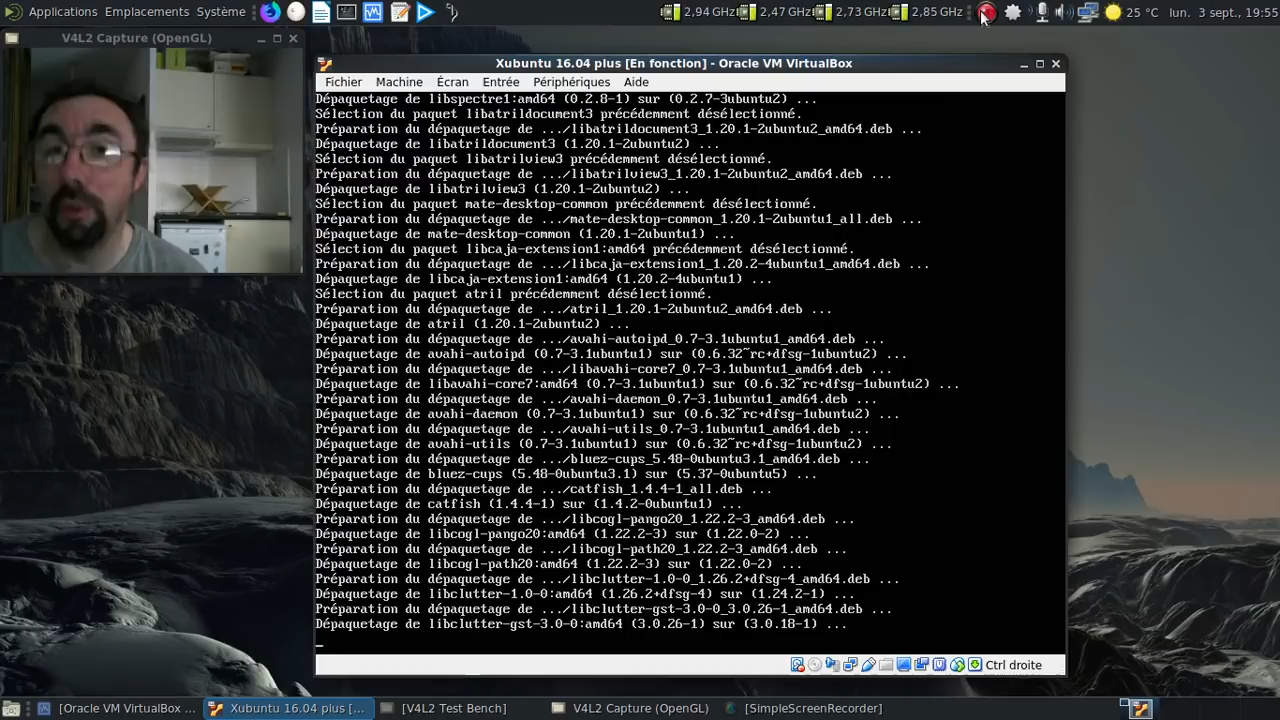 Applications Emplacements Système
2,94 GHz 2,47 GHz 2,73 GHz 2,85 GHz 25 °C lun. 3 sept., 19:55
V4L2 Capture (OpenGL)
Xubuntu 16.04 plus [En fonction] - Oracle VM VirtualBox
Fichier Machine Écran Entrée Périphériques Aide
Dépaquetage de libspectre1:amd64 (0.2.8-1) sur (0.2.7-3ubuntu2) ...
Sélection du paquet libatrildocument3 précédemment désélectionné.
Préparation du dépaquetage de .../libatrildocument3_1.20.1-2ubuntu2_amd64.deb ...
Dépaquetage de libatrildocument3 (1.20.1-2ubuntu2) ...
Sélection du paquet libatrilview3 précédemment désélectionné.
Préparation du dépaquetage de .../libatrilview3_1.20.1-2ubuntu2_amd64.deb ...
Dépaquetage de libatrilview3 (1.20.1-2ubuntu2) ...
Sélection du paquet mate-desktop-common précédemment désélectionné.
Préparation du dépaquetage de .../mate-desktop-common_1.20.1-2ubuntu1_all.deb ...
Dépaquetage de mate-desktop-common (1.20.1-2ubuntu1) ...
Sélection du paquet libcaja-extension1:amd64 précédemment désélectionné.
Préparation du dépaquetage de .../libcaja-extension1_1.20.2-4ubuntu1_amd64.deb ...
Dépaquetage de libcaja-extension1:amd64 (1.20.2-4ubuntu1) ...
Sélection du paquet atril précédemment désélectionné.
Préparation du dépaquetage de .../atril_1.20.1-2ubuntu2_amd64.deb ...
Dépaquetage de atril (1.20.1-2ubuntu2) ...
Préparation du dépaquetage de .../avahi-autoipd_0.7-3.1ubuntu1_amd64.deb ...
Dépaquetage de avahi-autoipd (0.7-3.1ubuntu1) sur (0.6.32~rc+dfsg-1ubuntu2) ...
Préparation du dépaquetage de .../libavahi-core7_0.7-3.1ubuntu1_amd64.deb ...
Dépaquetage de libavahi-core7:amd64 (0.7-3.1ubuntu1) sur (0.6.32~rc+dfsg-1ubuntu2) ...
Préparation du dépaquetage de .../avahi-daemon_0.7-3.1ubuntu1_amd64.deb ...
Dépaquetage de avahi-daemon (0.7-3.1ubuntu1) sur (0.6.32~rc+dfsg-1ubuntu2) ...
Préparation du dépaquetage de .../avahi-utils_0.7-3.1ubuntu1_amd64.deb ...
Dépaquetage de avahi-utils (0.7-3.1ubuntu1) sur (0.6.32~rc+dfsg-1ubuntu2) ...
Préparation du dépaquetage de .../bluez-cups_5.48-0ubuntu3.1_amd64.deb ...
Dépaquetage de bluez-cups (5.48-0ubuntu3.1) sur (5.37-0ubuntu5) ...
Préparation du dépaquetage de .../catfish_1.4.4-1_all.deb ...
Dépaquetage de catfish (1.4.4-1) sur (1.4.2-0ubuntu1) ...
Préparation du dépaquetage de .../libcogl-pango20_1.22.2-3_amd64.deb ...
Dépaquetage de libcogl-pango20:amd64 (1.22.2-3) sur (1.22.0-2) ...
Préparation du dépaquetage de .../libcogl-path20_1.22.2-3_amd64.deb ...
Dépaquetage de libcogl-path20:amd64 (1.22.2-3) sur (1.22.0-2) ...
Préparation du dépaquetage de .../libclutter-1.0-0_1.26.2+dfsg-4_amd64.deb ...
Dépaquetage de libclutter-1.0-0:amd64 (1.26.2+dfsg-4) sur (1.24.2-1) ...
Préparation du dépaquetage de .../libclutter-gst-3.0-0_3.0.26-1_amd64.deb ...
Dépaquetage de libclutter-gst-3.0-0:amd64 (3.0.26-1) sur (3.0.18-1) ...
Ctrl droite
[Oracle VM VirtualBox ... Xubuntu 16.04 plus [... [V4L2 Test Bench] V4L2 Capture (OpenGL) [SimpleScreenRecorder]